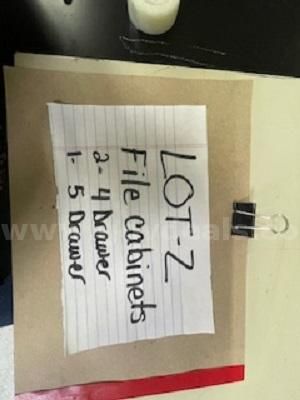 LOT-Z
File cabinets
2- 4 Drawer
1- 5 Drawer